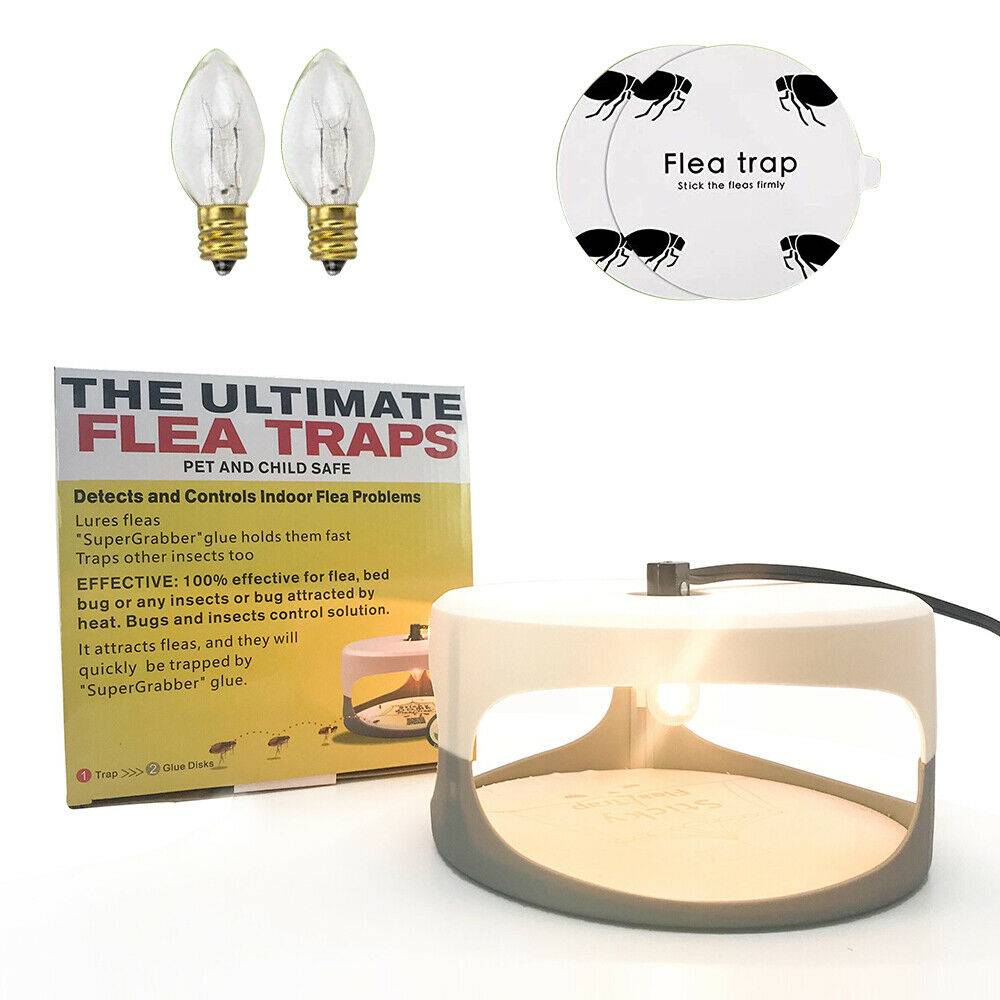 Flea trap
Stick the fleas firmly
THE ULTIMATE
FLEA TRAPS
PET AND CHILD SAFE
Detects and Controls Indoor Flea Problems
Lures fleas
"SuperGrabber"glue holds them fast
Traps other insects too
EFFECTIVE: 100% effective for flea, bed
bug or any insects or bug attracted by
heat. Bugs and insects control solution.
It attracts fleas, and they will
quickly be trapped by
"SuperGrabber" glue.
1 Trap >>>> 2 Glue Disks
Sticky
Flea Trap